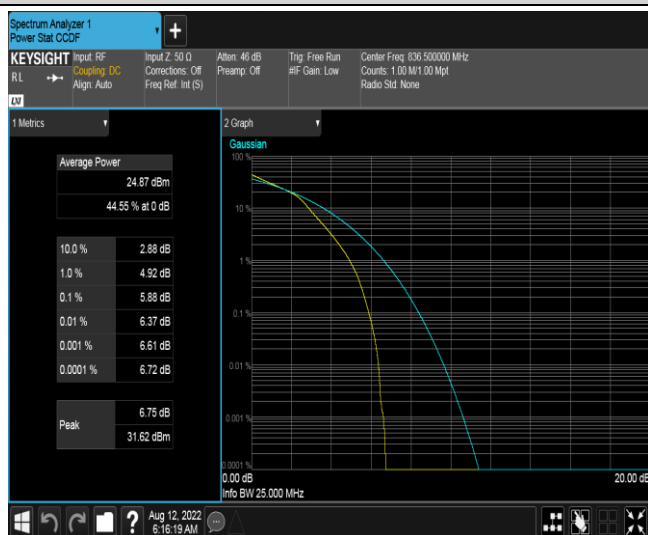 Spectrum Analyzer 1
Power Stat CCDF
KEYSIGHT
RL
Input: RF
Coupling: DC
Align: Auto
Input Z: 50 Ω
Corrections: Off
Freq Ref: Int (S)
Atten: 46 dB
Preamp: Off
Trig: Free Run
#IF Gain: Low
Center Freq: 836.500000 MHz
Counts: 1.00 M/1.00 Mpt
Radio Std: None
1 Metrics
Average Power
24.87 dBm
44.55 % at 0 dB
10.0 % 2.88 dB
1.0 % 4.92 dB
0.1 % 5.88 dB
0.01 % 6.37 dB
0.001 % 6.61 dB
0.0001 % 6.72 dB
Peak
6.75 dB
31.62 dBm
2 Graph
Gaussian
100 %
10 %
1 %
0.1 %
0.01 %
0.001 %
0.0001 %
0.00 dB
20.00 dB
Info BW 25.000 MHz
Aug 12, 2022
6:16:19 AM